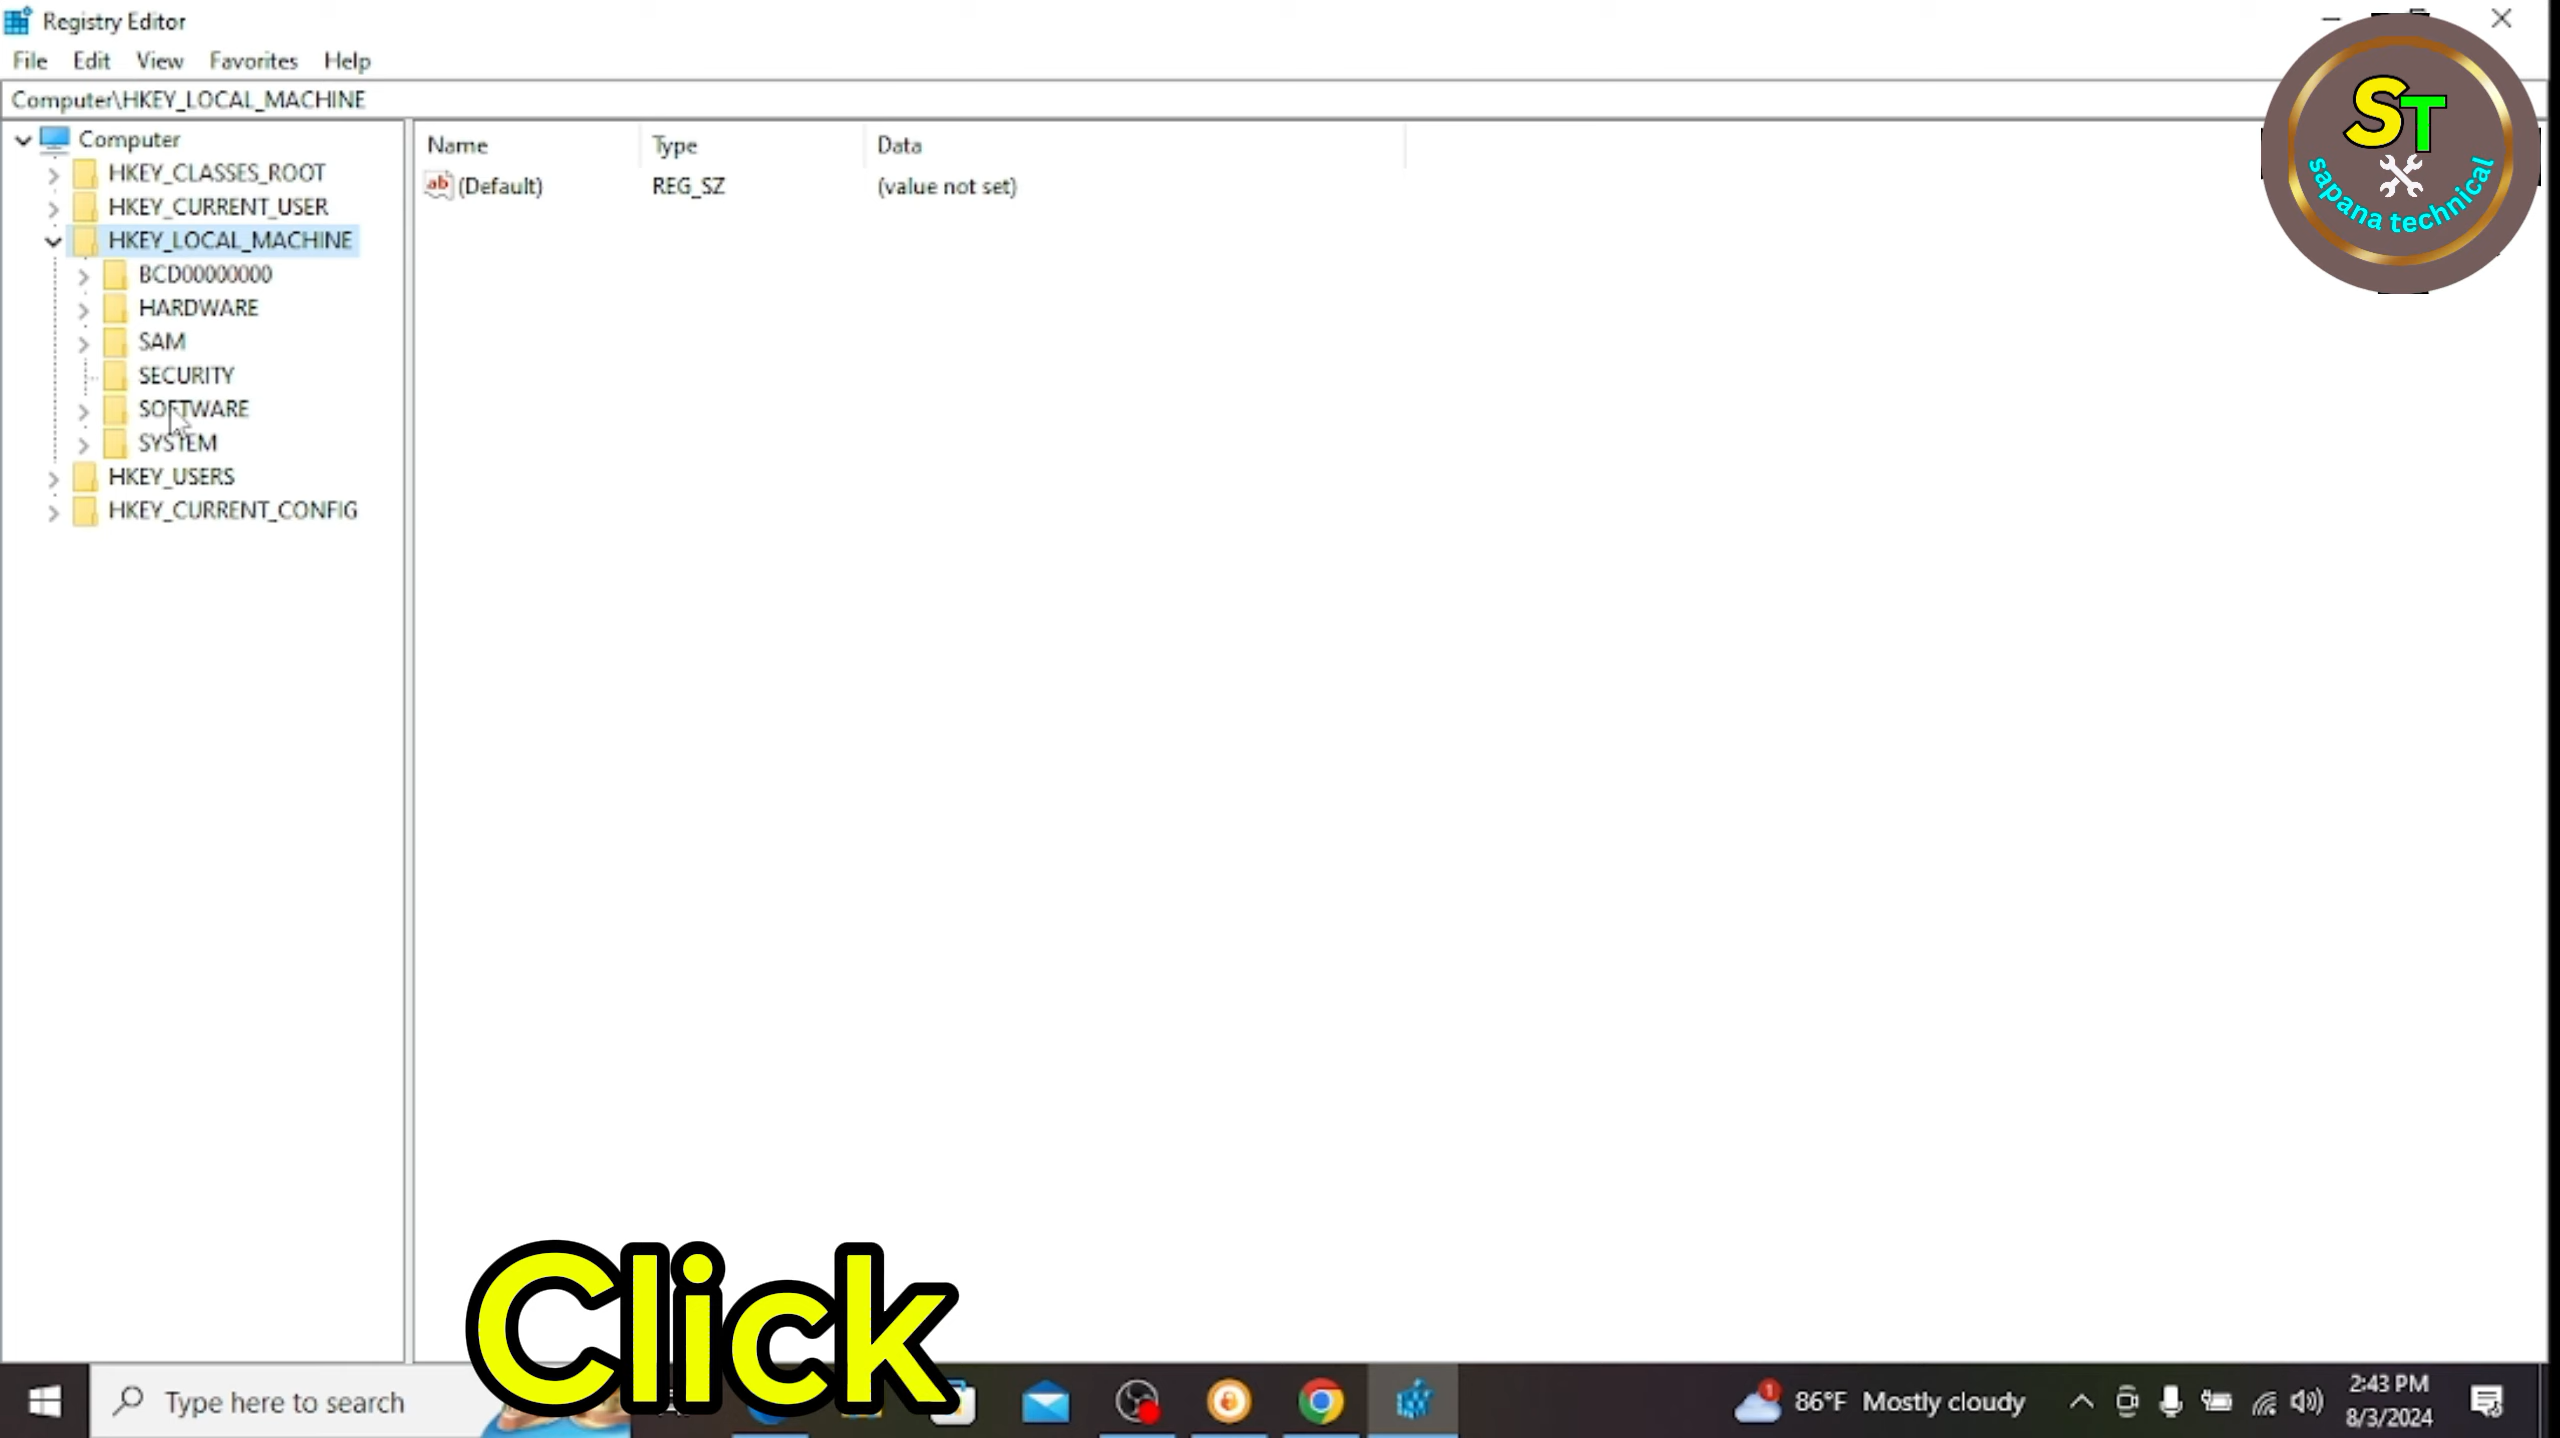 Registry Editor
File Edit View Favorites Help
Computer\HKEY_LOCAL_MACHINE
Computer
HKEY_CLASSES_ROOT
HKEY_CURRENT_USER
HKEY_LOCAL_MACHINE
BCD00000000
HARDWARE
SAM
SECURITY
SOFTWARE
SYSTEM
HKEY_USERS
HKEY_CURRENT_CONFIG
Name Type Data
ab (Default) REG_SZ (value not set)
ST
sapana technical
Click
Type here to search
1
86°F Mostly cloudy
2:43 PM
8/3/2024